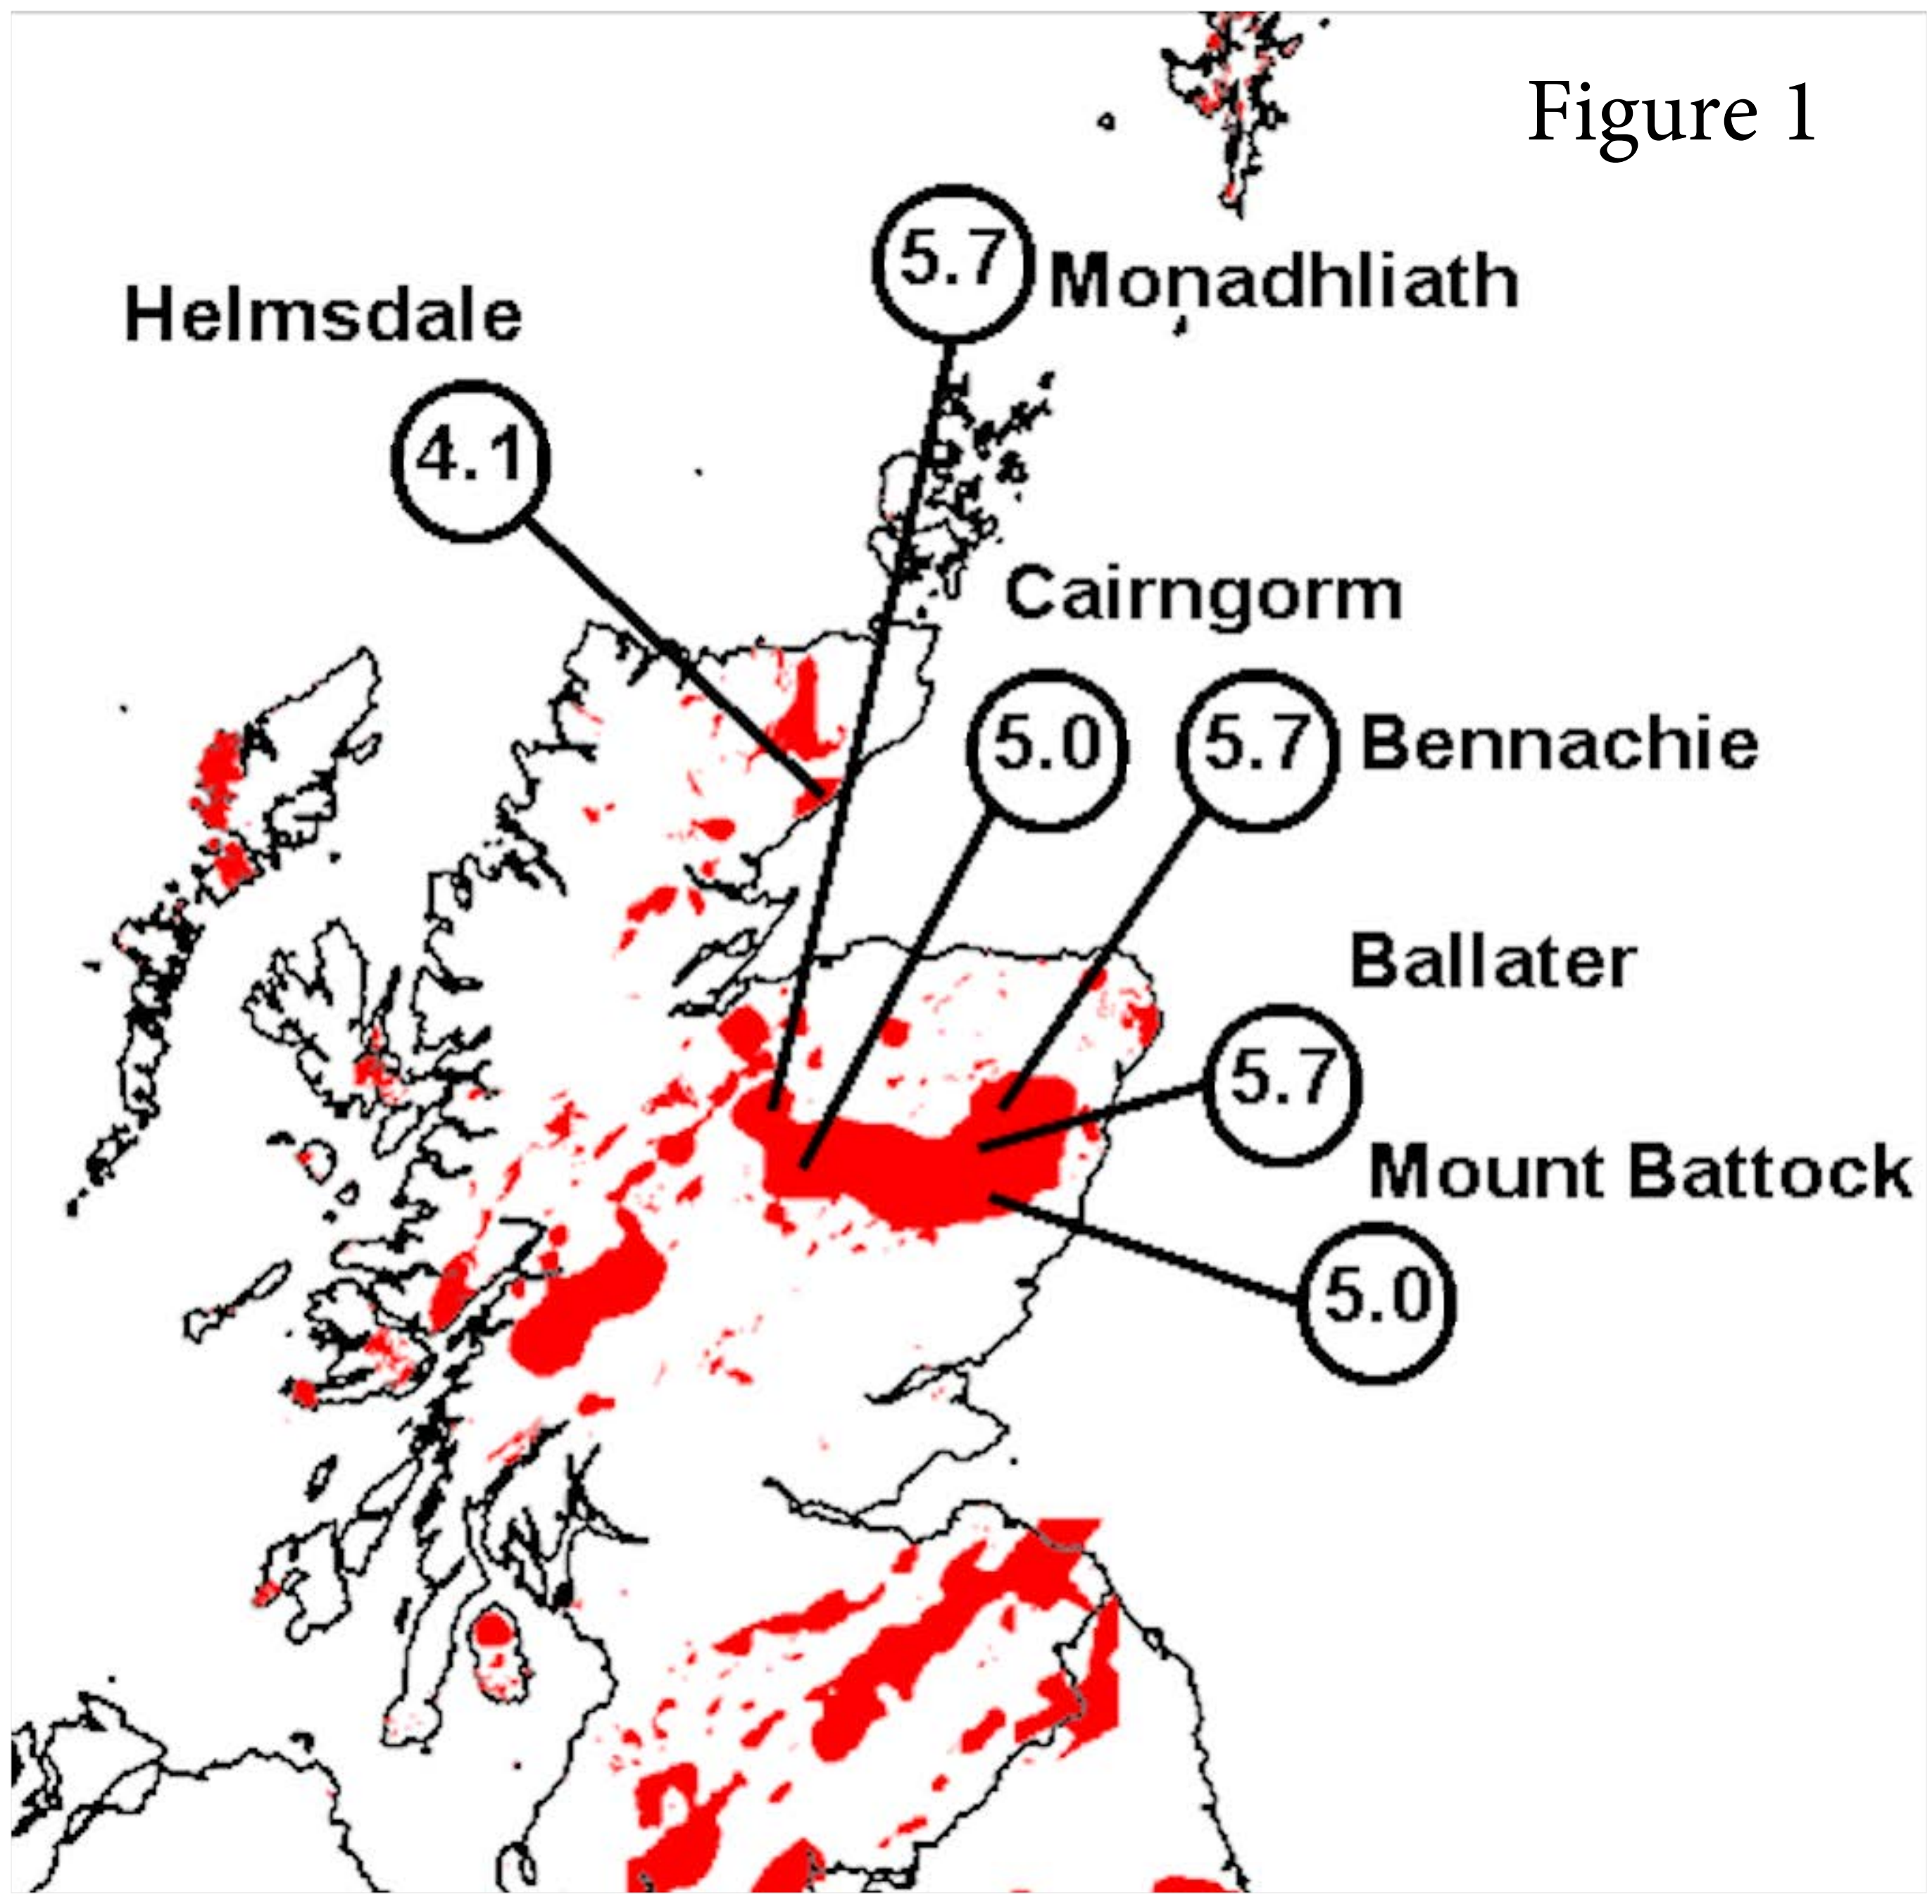 Figure 1
5.7 Monadhliath
Helmsdale
4.1
Cairngorm
5.0
5.7 Bennachie
Ballater
5.7
Mount Battock
5.0